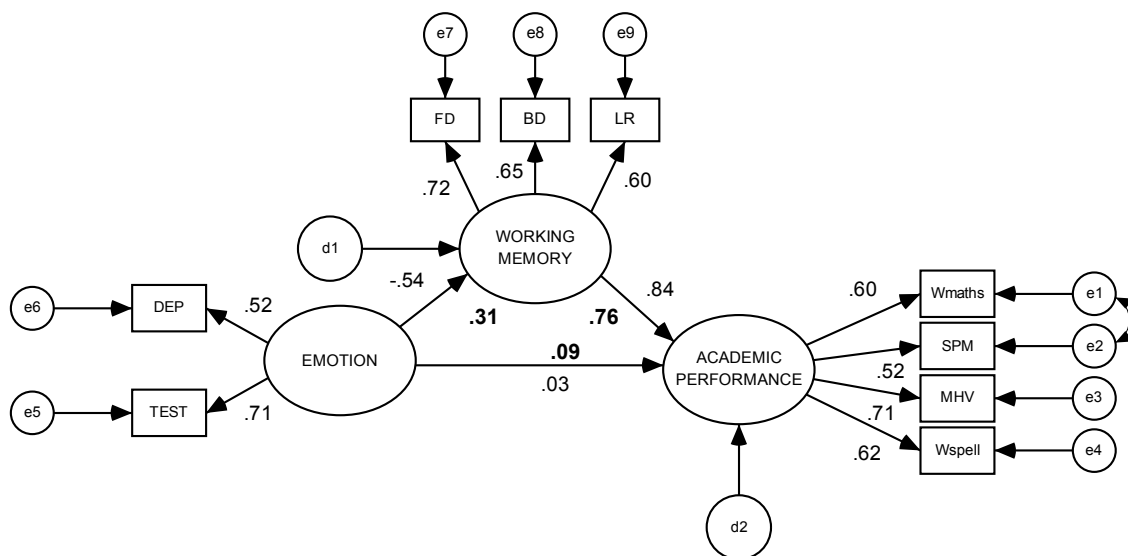 e7
e8
e9
FD
BD
LR
.72
.65
.60
d1
WORKING
MEMORY
e6
DEP
.52
-.54
.31
.76
.84
.60
Wmaths
e1
EMOTION
.09
.03
ACADEMIC
PERFORMANCE
SPM
e2
.52
MHV
e3
e5
TEST
.71
.71
.62
Wspell
e4
d2